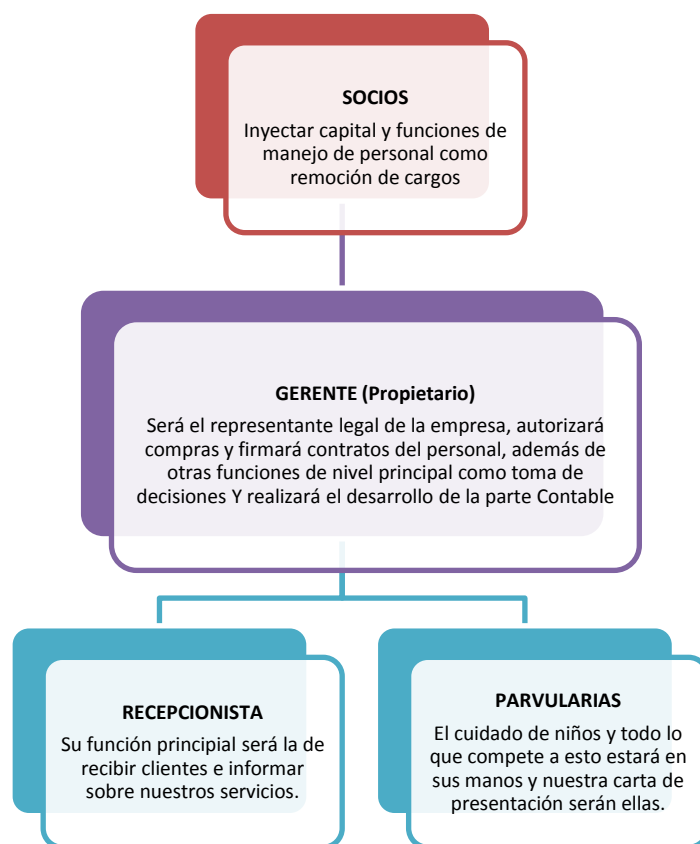 SOCIOS
Inyectar capital y funciones de
manejo de personal como
remoción de cargos
GERENTE (Propietario)
Será el representante legal de la empresa, autorizará
compras y firmará contratos del personal, además de
otras funciones de nivel principal como toma de
decisiones Y realizará el desarrollo de la parte Contable
RECEPCIONISTA
Su función principial será la de
recibir clientes e informar
sobre nuestros servicios.
PARVULARIAS
El cuidado de niños y todo lo
que compete a esto estará en
sus manos y nuestra carta de
presentación serán ellas.